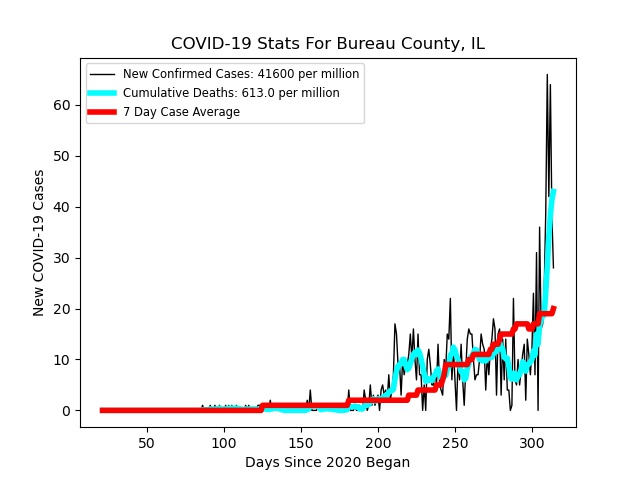 COVID-19 Stats For Bureau County, IL
New Confirmed Cases: 41600 per million
Cumulative Deaths: 613.0 per million
7 Day Case Average
New COVID-19 Cases
60
50
40
30
20
10
0
50 100 150 200 250 300
Days Since 2020 Began